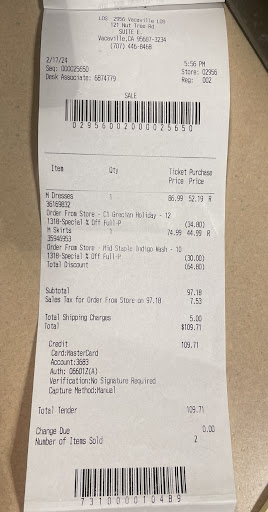 LOG 2956 Vacaville LOG
121 Nut Tree Rd
SUITE E
Vacaville,CA 95687-3234
(707) 446-8468
2/17/24 5:56 PM
Seq: 000025650 Store: 02956
Desk Associate: 6874779 Reg: 002
SALE
0295600200025650
Item Qty Ticket Purchase
Price Price
M Dresses 1 86.99 52.19 R
36169832
Order From Store - C1 Grecian Holiday - 12
1310-Special % Off Full-P (34.80)
M Skirts 1 74.99 44.99 R
35946953
Order From Store - Mid Staple Indigo Wash - 10
1310-Special % Off Full-P (30.00)
Total Discount (64.80)
Subtotal 97.18
Sales Tax for Order From Store on 97.18 7.53
Total Shipping Charges 5.00
Total $109.71
Credit 109.71
Card:MasterCard
Account:3683
Auth: 06601Z(A)
Verification:No Signature Required
Capture Method:Manual
Total Tender 109.71
Change Due 0.00
Number of Items Sold 2
7310000104B9